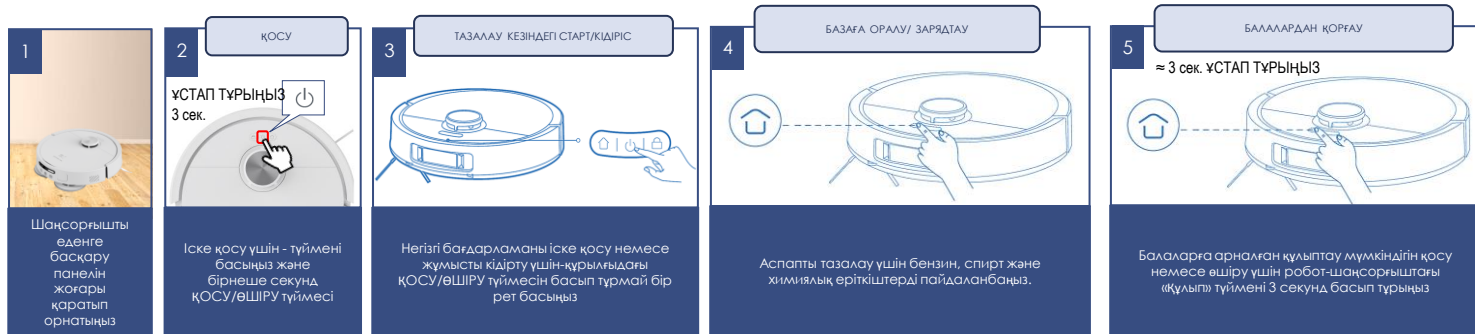 1
Шаңсорғышты
еденге
басқару
панелін
жоғары
қаратып
орнатыңыз
2
ҚОСУ
ҰСТАП ТҰРЫҢЫЗ
3 сек.
Іске қосу үшін - түймені
басыңыз және
бірнеше секунд
ҚОСУ/ӨШІРУ түймесі
3
ТАЗАЛАУ КЕЗІНДЕГІ СТАРТ/КІДІРІС
Негізгі бағдарламаны іске қосу немесе
жұмысты кідірту үшін-құрылғыдағы
ҚОСУ/ӨШІРУ түймесін басып тұрмай бір
рет басыңыз
4
БАЗАҒА ОРАЛУ/ ЗАРЯДТАУ
Аспапты тазалау үшін бензин, спирт және
химиялық еріткіштерді пайдаланбаңыз.
5
БАЛАЛАРДАН ҚОРҒАУ
≈ 3 сек. ҰСТАП ТҰРЫҢЫЗ
Балаларға арналған құлыптау мүмкіндігін қосу
немесе өшіру үшін робот-шаңсорғыштағы
«Құлып» түймені 3 секунд басып тұрыңыз